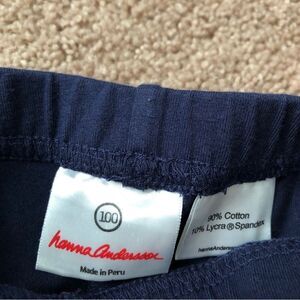 100
hanna andersson
Made in Peru
90% Cotton
10% Lycra®Spandex